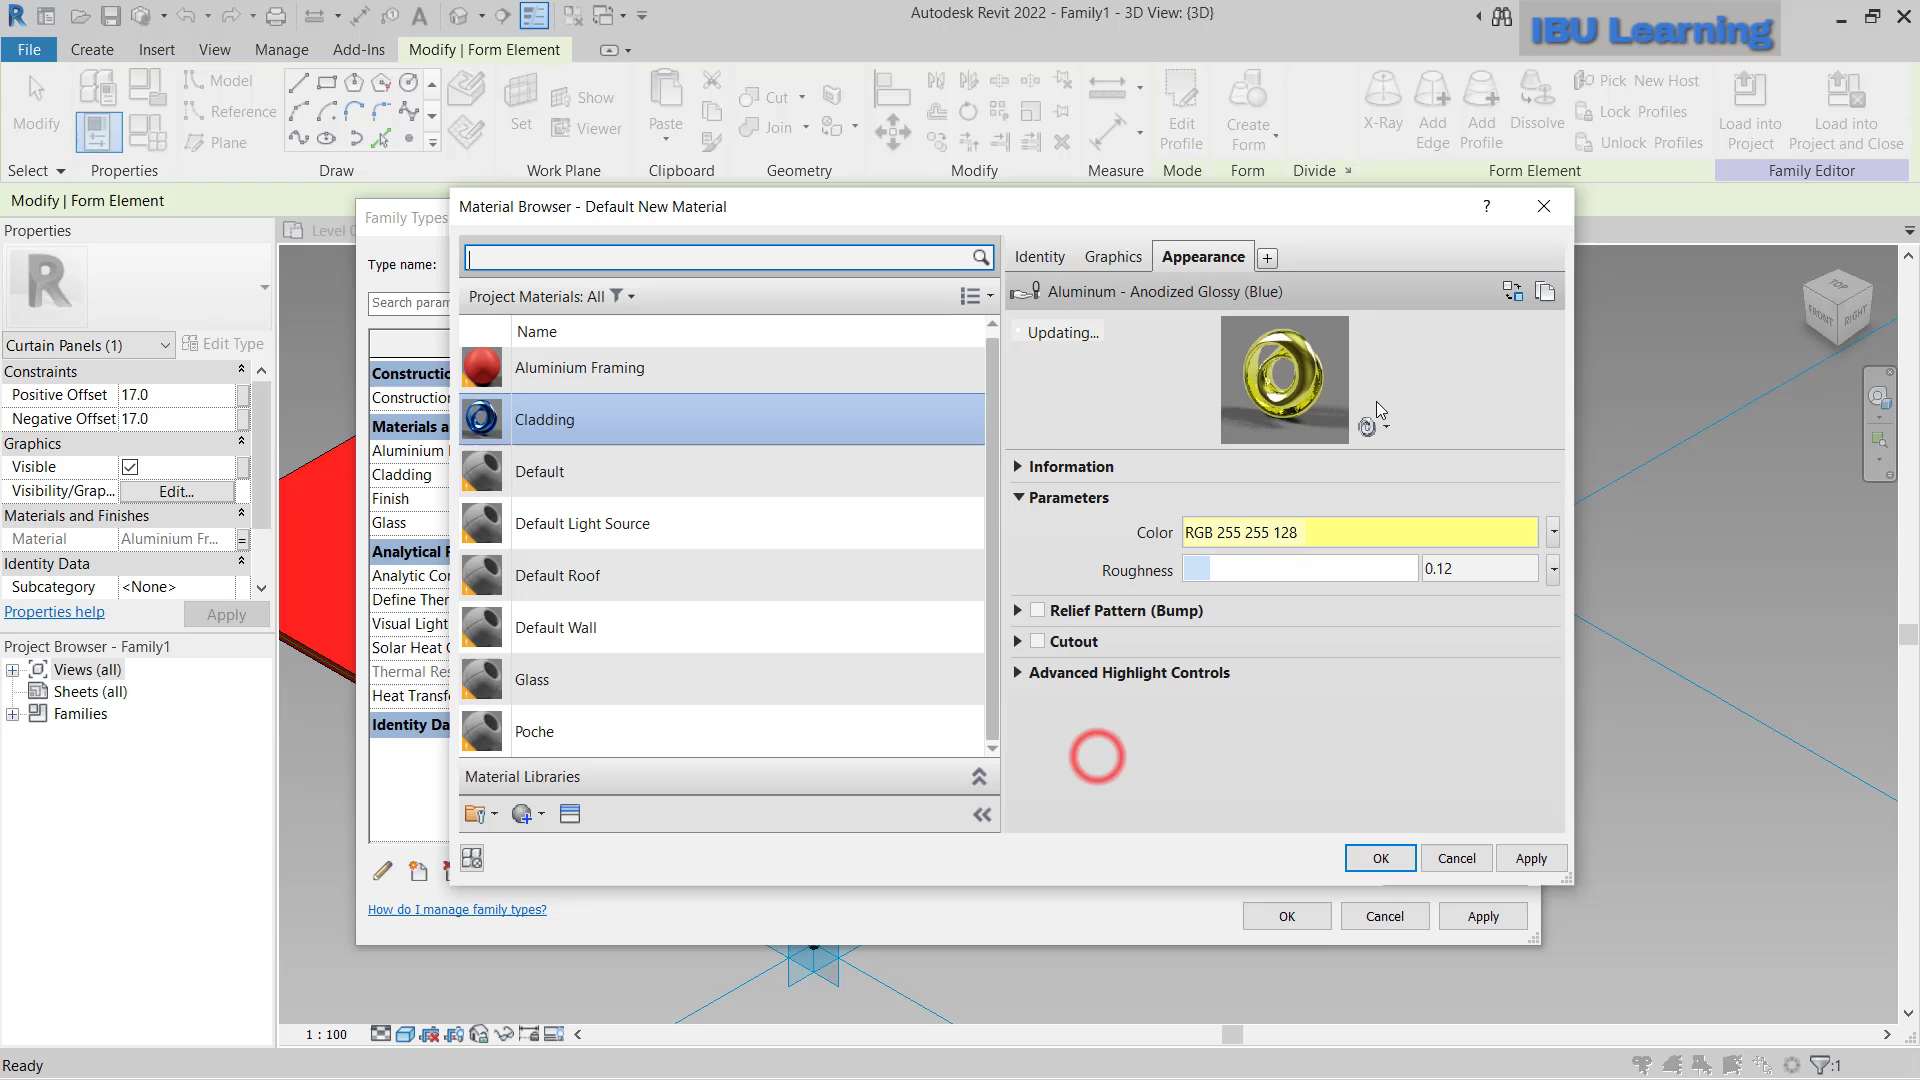 Autodesk Revit 2022 - Family1 - 3D View: {3D}
IBU Learning
File Create Insert View Manage Add-Ins Modify | Form Element
Modify
Model
Reference
Plane
Set
Show
Viewer
Paste
Cut
Join
Edit Profile
Create Form
X-Ray
Add Edge
Add Profile
Dissolve
Pick New Host
Lock Profiles
Unlock Profiles
Load into Project
Load into Project and Close
Select Properties Draw Work Plane Clipboard Geometry Modify Measure Mode Form Divide Form Element Family Editor
Modify | Form Element
Properties
R
Curtain Panels (1) Edit Type
Constraints
Positive Offset 17.0
Negative Offset 17.0
Graphics
Visible
Visibility/Grap... Edit...
Materials and Finishes
Material Aluminium Fr... =
Identity Data
Subcategory <None>
Properties help Apply
Project Browser - Family1
Views (all)
Sheets (all)
Families
Level
Family Types
Type name:
Search param
Constructio
Construction
Materials a
Aluminium
Cladding
Finish
Glass
Analytical
Analytic Con
Define Ther
Visual Light
Solar Heat
Thermal Res
Heat Transfe
Identity Da
How do I manage family types?
OK Cancel Apply
Material Browser - Default New Material ?
Project Materials: All
Name
Aluminium Framing
Cladding
Default
Default Light Source
Default Roof
Default Wall
Glass
Poche
Material Libraries
Identity Graphics Appearance +
Aluminum - Anodized Glossy (Blue)
Updating...
Information
Parameters
Color RGB 255 255 128
Roughness 0.12
Relief Pattern (Bump)
Cutout
Advanced Highlight Controls
OK Cancel Apply
TOP
FRONT
RIGHT
1 : 100
Ready
:1